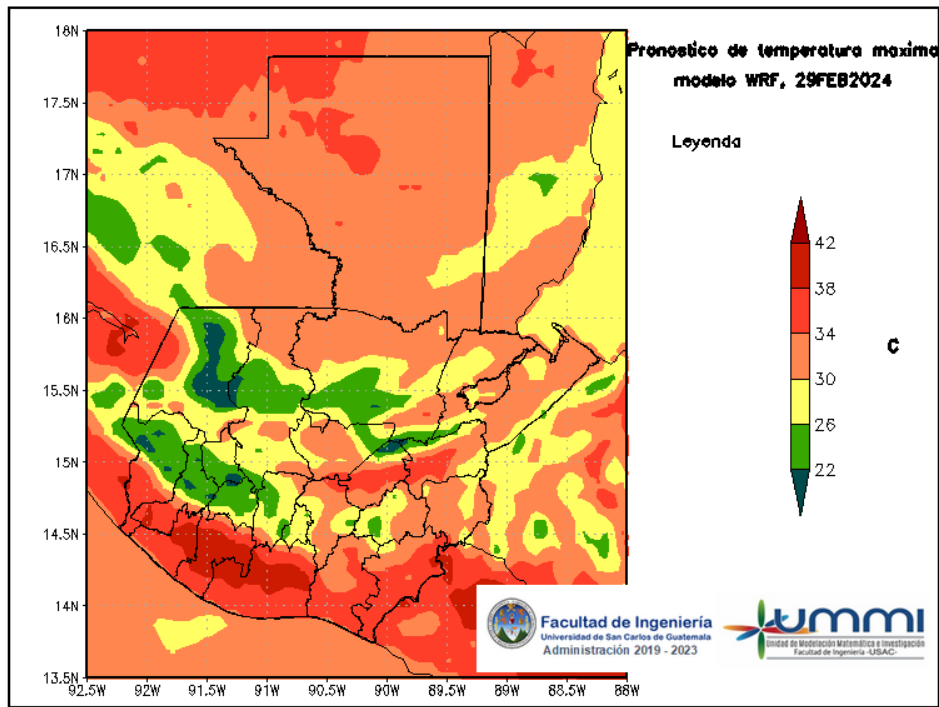 Pronostico de temperatura maxima
modelo WRF, 29FEB2024
Leyenda
18N
17.5N
17N
16.5N
16N
15.5N
15N
14.5N
14N
13.5N
92.5W
92W
91.5W
91W
90.5W
90W
89.5W
89W
88.5W
88W
42
38
34
30
26
22
C
Facultad de Ingeniería
Universidad de San Carlos de Guatemala
Administración 2019 - 2023
UMMI
Unidad de Modelación Matemática e Investigación
Facultad de Ingeniería -USAC-